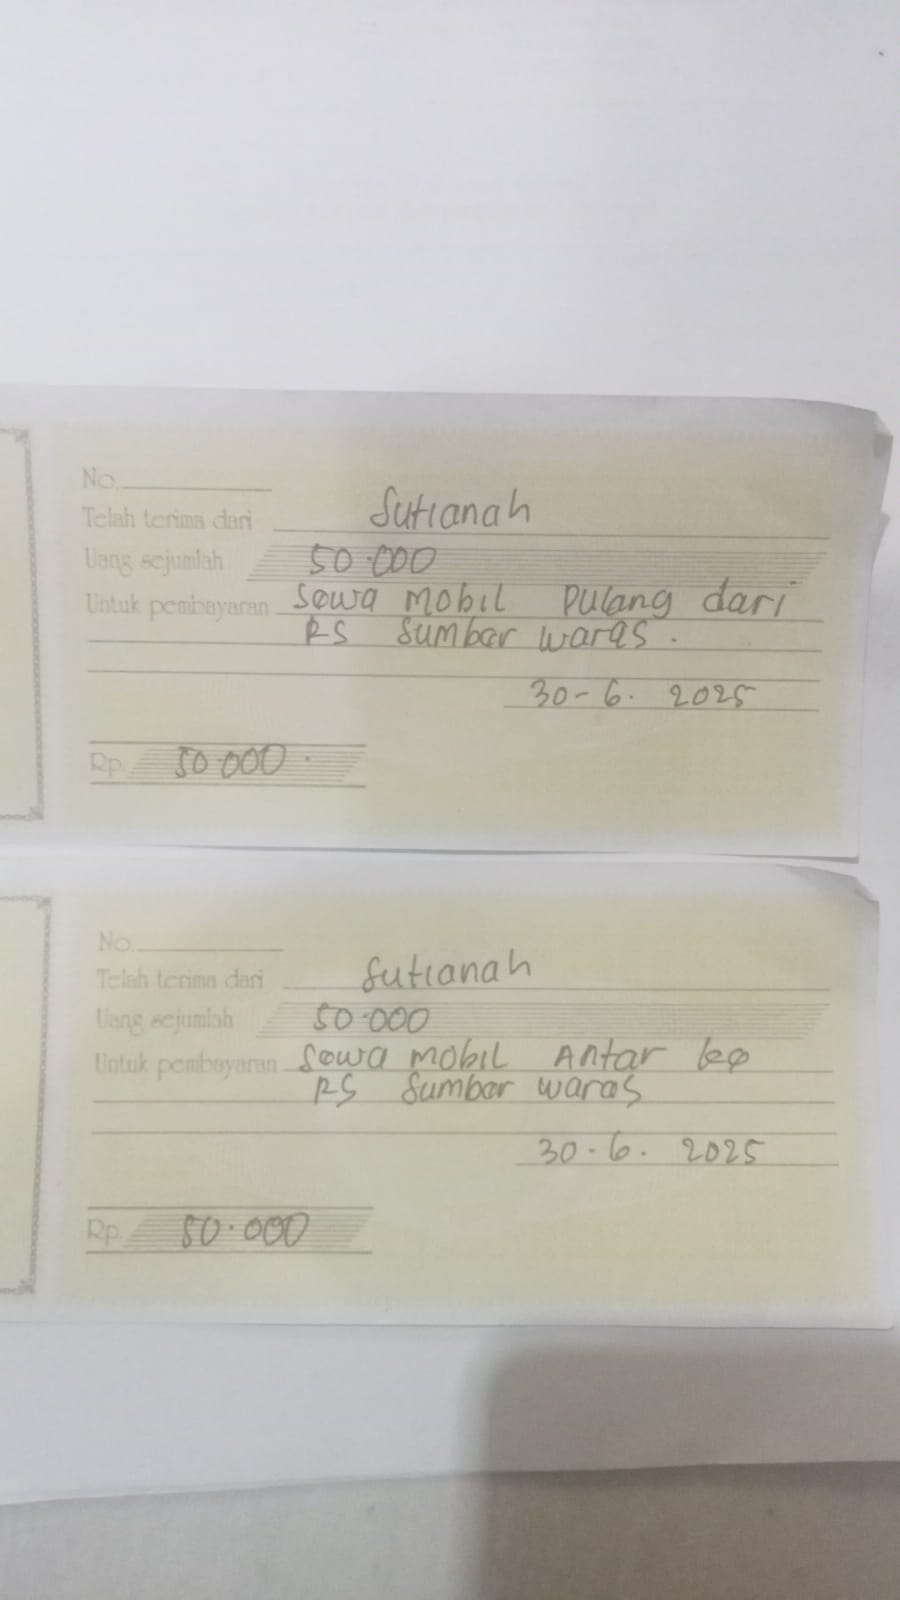 No.
Telah terima dari Sutianah
Uang sejumlah 50.000
Untuk pembayaran Sewa mobil pulang dari
RS Sumber waras.
30-6. 2025
Rp. 50.000
No.
Telah terima dari Sutianah
Uang sejumlah 50.000
Untuk pembayaran Sewa mobil Antar ke
RS Sumber waras
30.6. 2025
Rp. 50.000